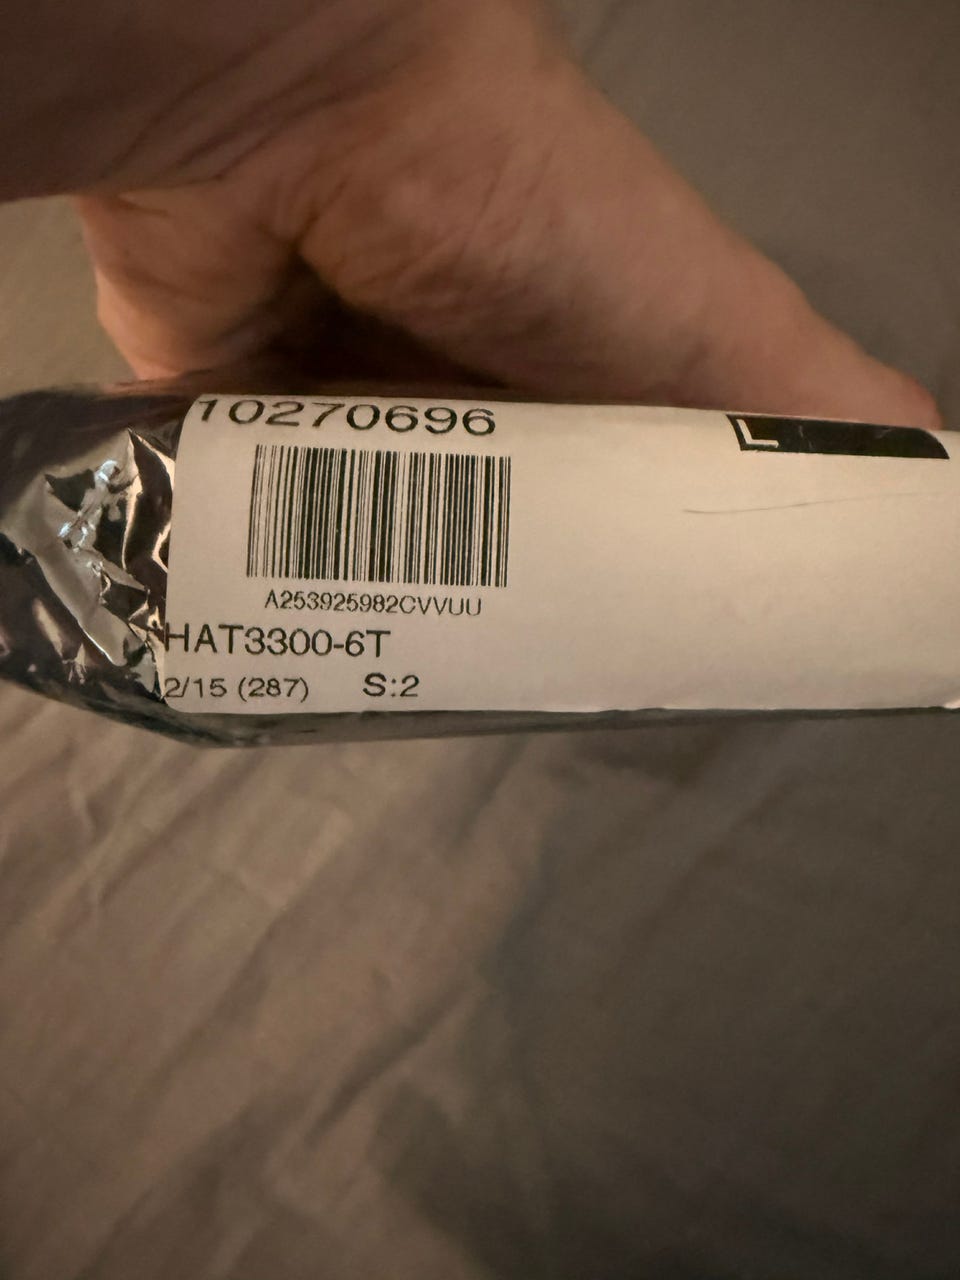 10270696
L
A253925982CVVUU
HAT3300-6T
2/15 (287) S:2